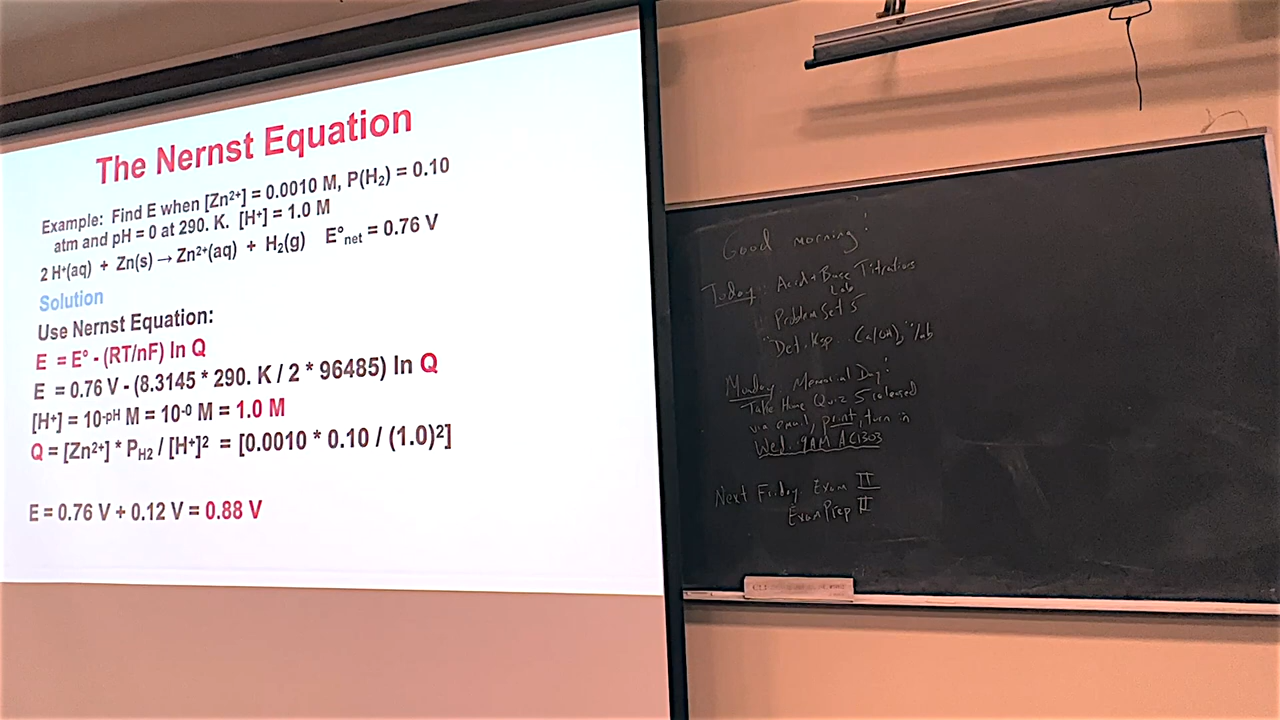 The Nernst Equation
Example: Find E when [Zn²⁺] = 0.0010 M, P(H₂) = 0.10
atm and pH = 0 at 290. K. [H⁺] = 1.0 M
2 H⁺(aq) + Zn(s) → Zn²⁺(aq) + H₂(g) E°net = 0.76 V
Solution
Use Nernst Equation:
E = E° - (RT/nF) ln Q
E = 0.76 V - (8.3145 * 290. K / 2 * 96485) ln Q
[H⁺] = 10⁻ᵖᴴ M = 10⁻⁰ M = 1.0 M
Q = [Zn²⁺] * P_H2 / [H⁺]² = [0.0010 * 0.10 / (1.0)²]
E = 0.76 V + 0.12 V = 0.88 V
Good morning!
Today: Acid + Base Titrations
Lab
Problem Set 5
"Det. Ksp Ca(OH)₂" lab
Monday Memorial Day!
Take Home Quiz 5 released
via email, print, turn in
Wed. 9AM AC1303
Next Friday Exam II
Exam Prep II